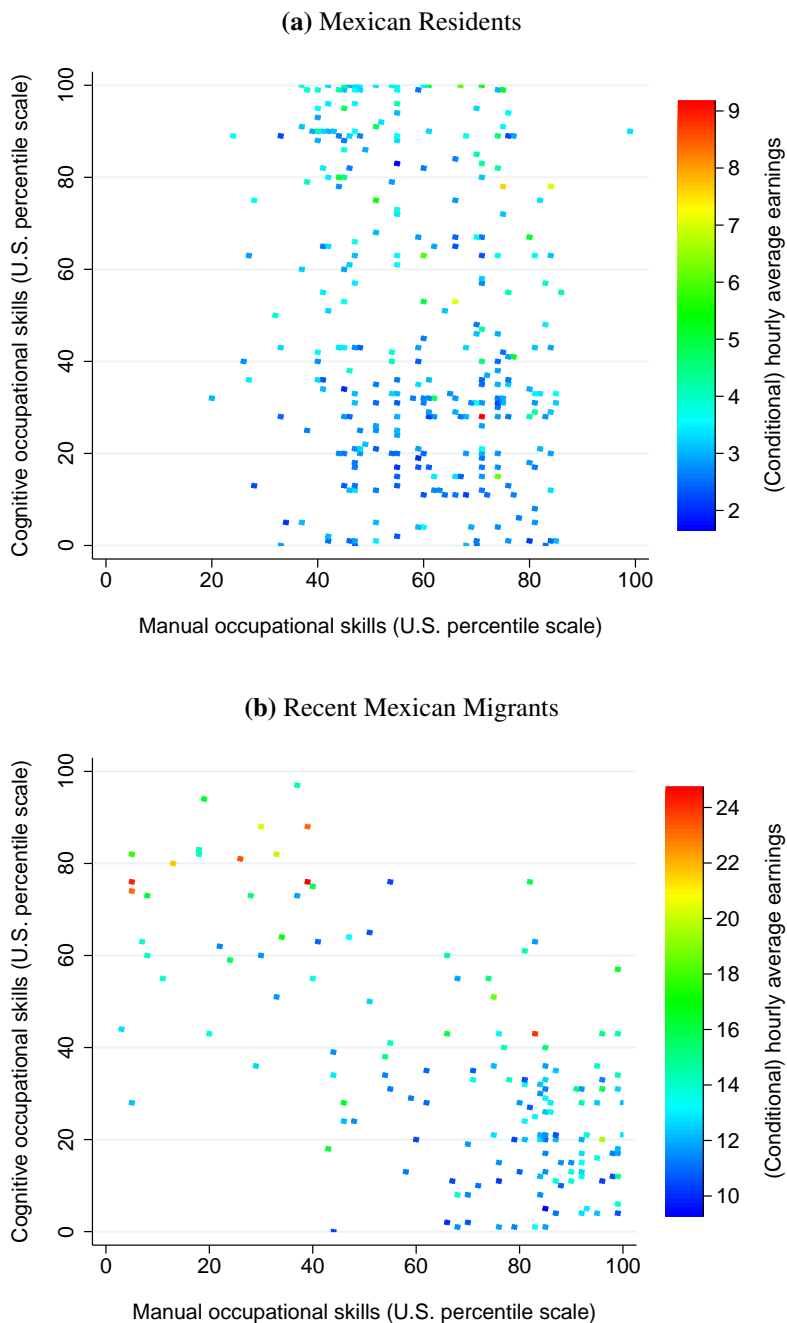 (a) Mexican Residents
Cognitive occupational skills (U.S. percentile scale)
100
80
60
40
20
0
0 20 40 60 80 100
Manual occupational skills (U.S. percentile scale)
9
8
7
6
5
4
3
2
(Conditional) hourly average earnings
(b) Recent Mexican Migrants
Cognitive occupational skills (U.S. percentile scale)
100
80
60
40
20
0
0 20 40 60 80 100
Manual occupational skills (U.S. percentile scale)
24
22
20
18
16
14
12
10
(Conditional) hourly average earnings